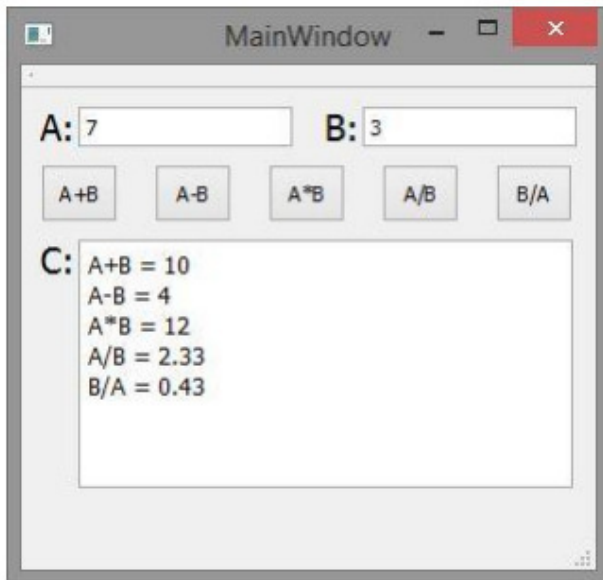 MainWindow
A: 7 B: 3
A+B A-B A*B A/B B/A
C:
A+B = 10
A-B = 4
A*B = 12
A/B = 2.33
B/A = 0.43